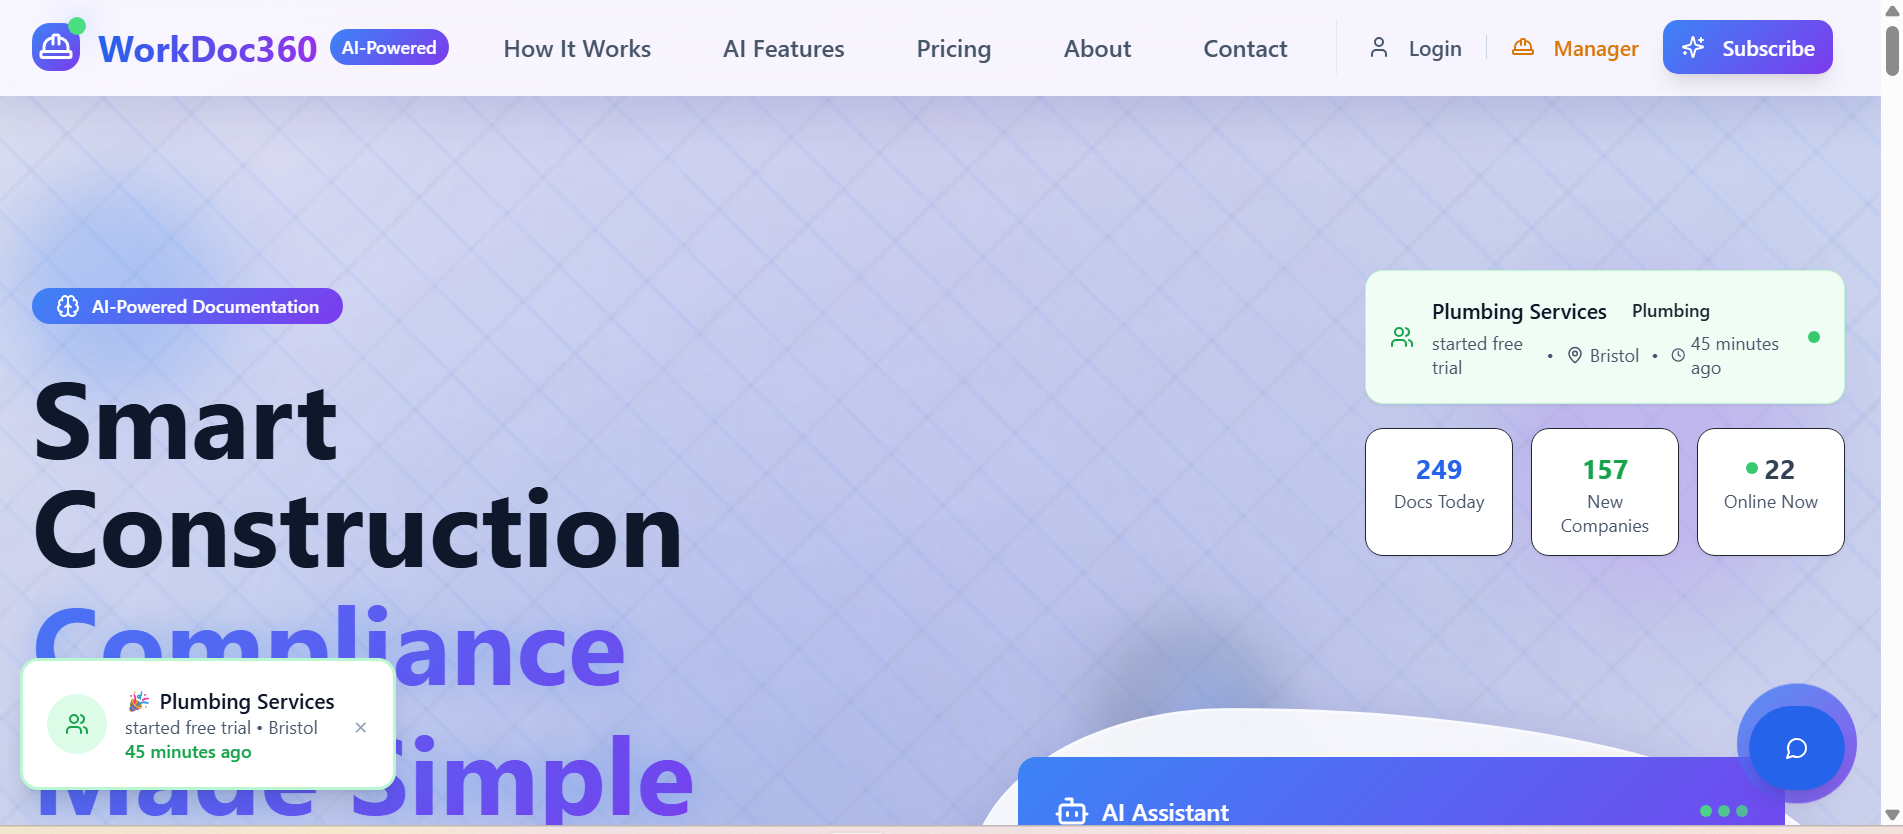 WorkDoc360 AI-Powered How It Works AI Features Pricing About Contact Login Manager Subscribe
AI-Powered Documentation
Smart
Construction
Compliance
Made Simple
Plumbing Services Plumbing
started free trial • Bristol • 45 minutes ago
249
Docs Today
157
New
Companies
22
Online Now
🎉 Plumbing Services
started free trial • Bristol
45 minutes ago
AI Assistant